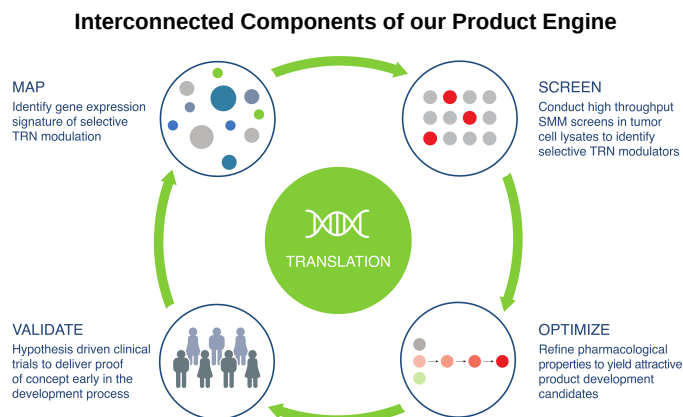 Interconnected Components of our Product Engine
MAP
Identify gene expression
signature of selective
TRN modulation
SCREEN
Conduct high throughput
SMM screens in tumor
cell lysates to identify
selective TRN modulators
TRANSLATION
VALIDATE
Hypothesis driven clinical
trials to deliver proof
of concept early in the
development process
OPTIMIZE
Refine pharmacological
properties to yield attractive
product development
candidates